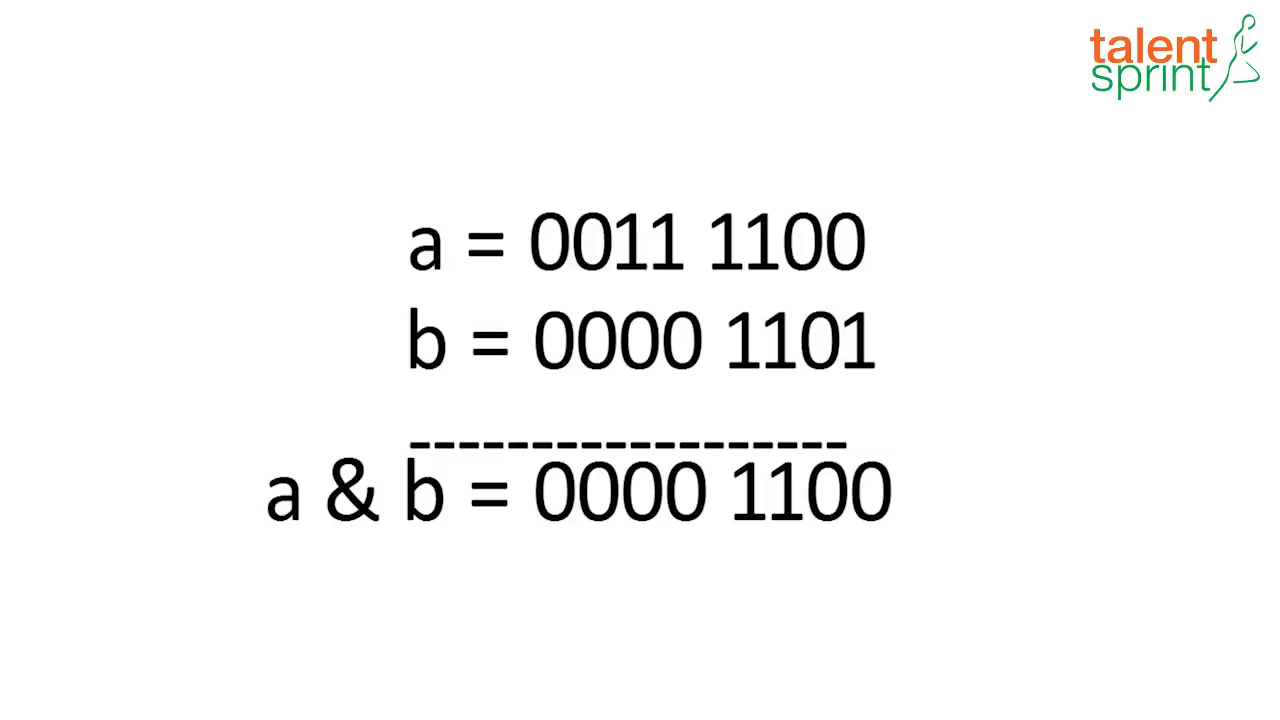 talent
sprint
a = 0011 1100
b = 0000 1101
------------------
a & b = 0000 1100